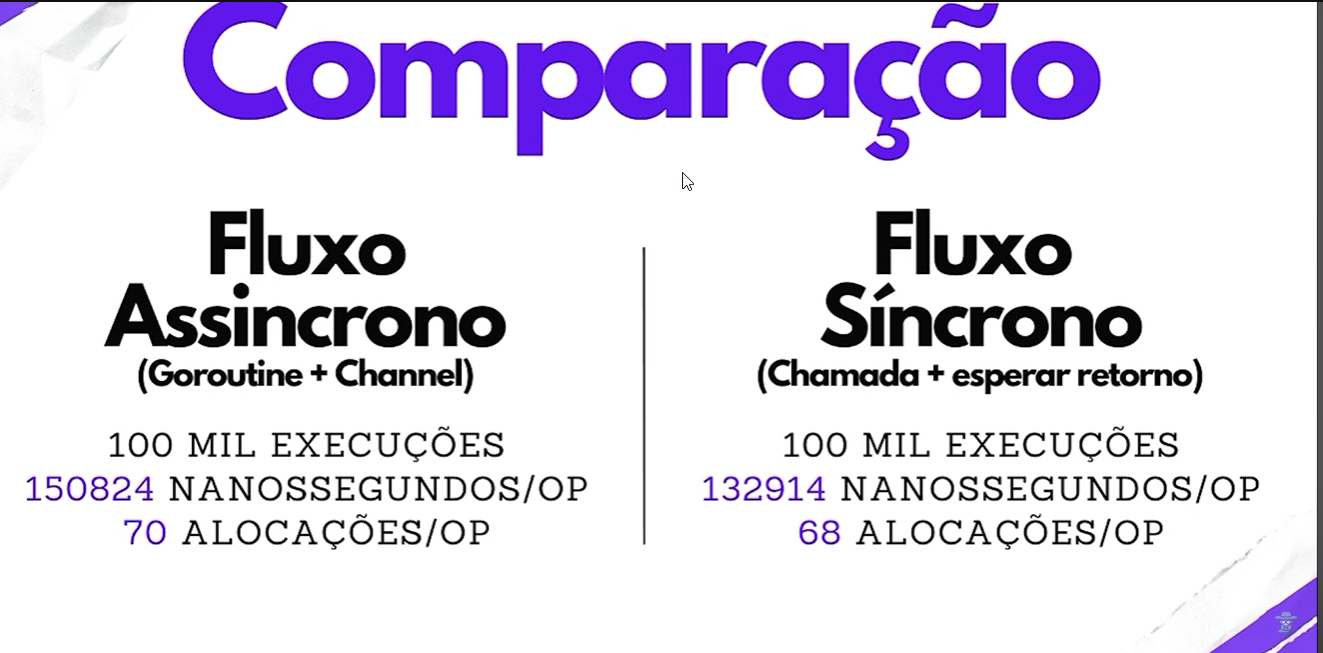 Comparação
Fluxo
Assincrono
(Goroutine + Channel)
100 MIL EXECUÇÕES
150824 NANOSSEGUNDOS/OP
70 ALOCAÇÕES/OP
Fluxo
Síncrono
(Chamada + esperar retorno)
100 MIL EXECUÇÕES
132914 NANOSSEGUNDOS/OP
68 ALOCAÇÕES/OP